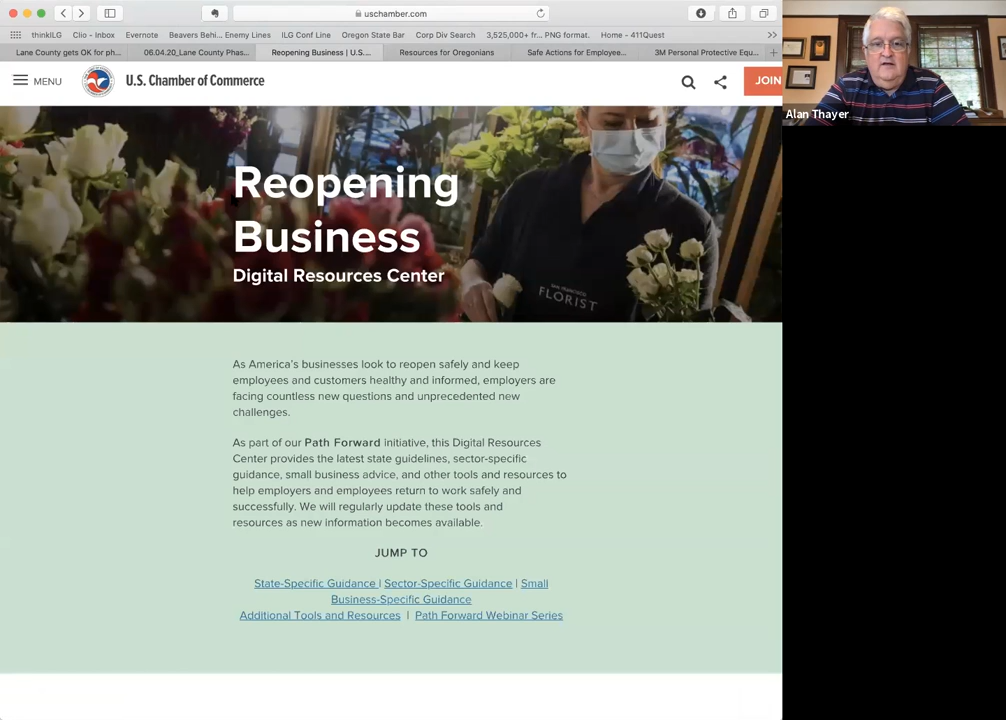 uschamber.com
thinkILG Clio - Inbox Evernote Beavers Behi... Enemy Lines ILG Conf Line Oregon State Bar Corp Div Search 3,525,000+ fr... PNG format. Home - 411Quest
Lane County gets OK for ph... 06.04.20_Lane County Phas... Reopening Business | U.S.... Resources for Oregonians Safe Actions for Employee... 3M Personal Protective Equ...
MENU U.S. Chamber of Commerce JOIN
Alan Thayer
Reopening
Business
Digital Resources Center
FLORIST
As America's businesses look to reopen safely and keep
employees and customers healthy and informed, employers are
facing countless new questions and unprecedented new
challenges.
As part of our Path Forward initiative, this Digital Resources
Center provides the latest state guidelines, sector-specific
guidance, small business advice, and other tools and resources to
help employers and employees return to work safely and
successfully. We will regularly update these tools and
resources as new information becomes available.
JUMP TO
State-Specific Guidance | Sector-Specific Guidance | Small
Business-Specific Guidance
Additional Tools and Resources | Path Forward Webinar Series